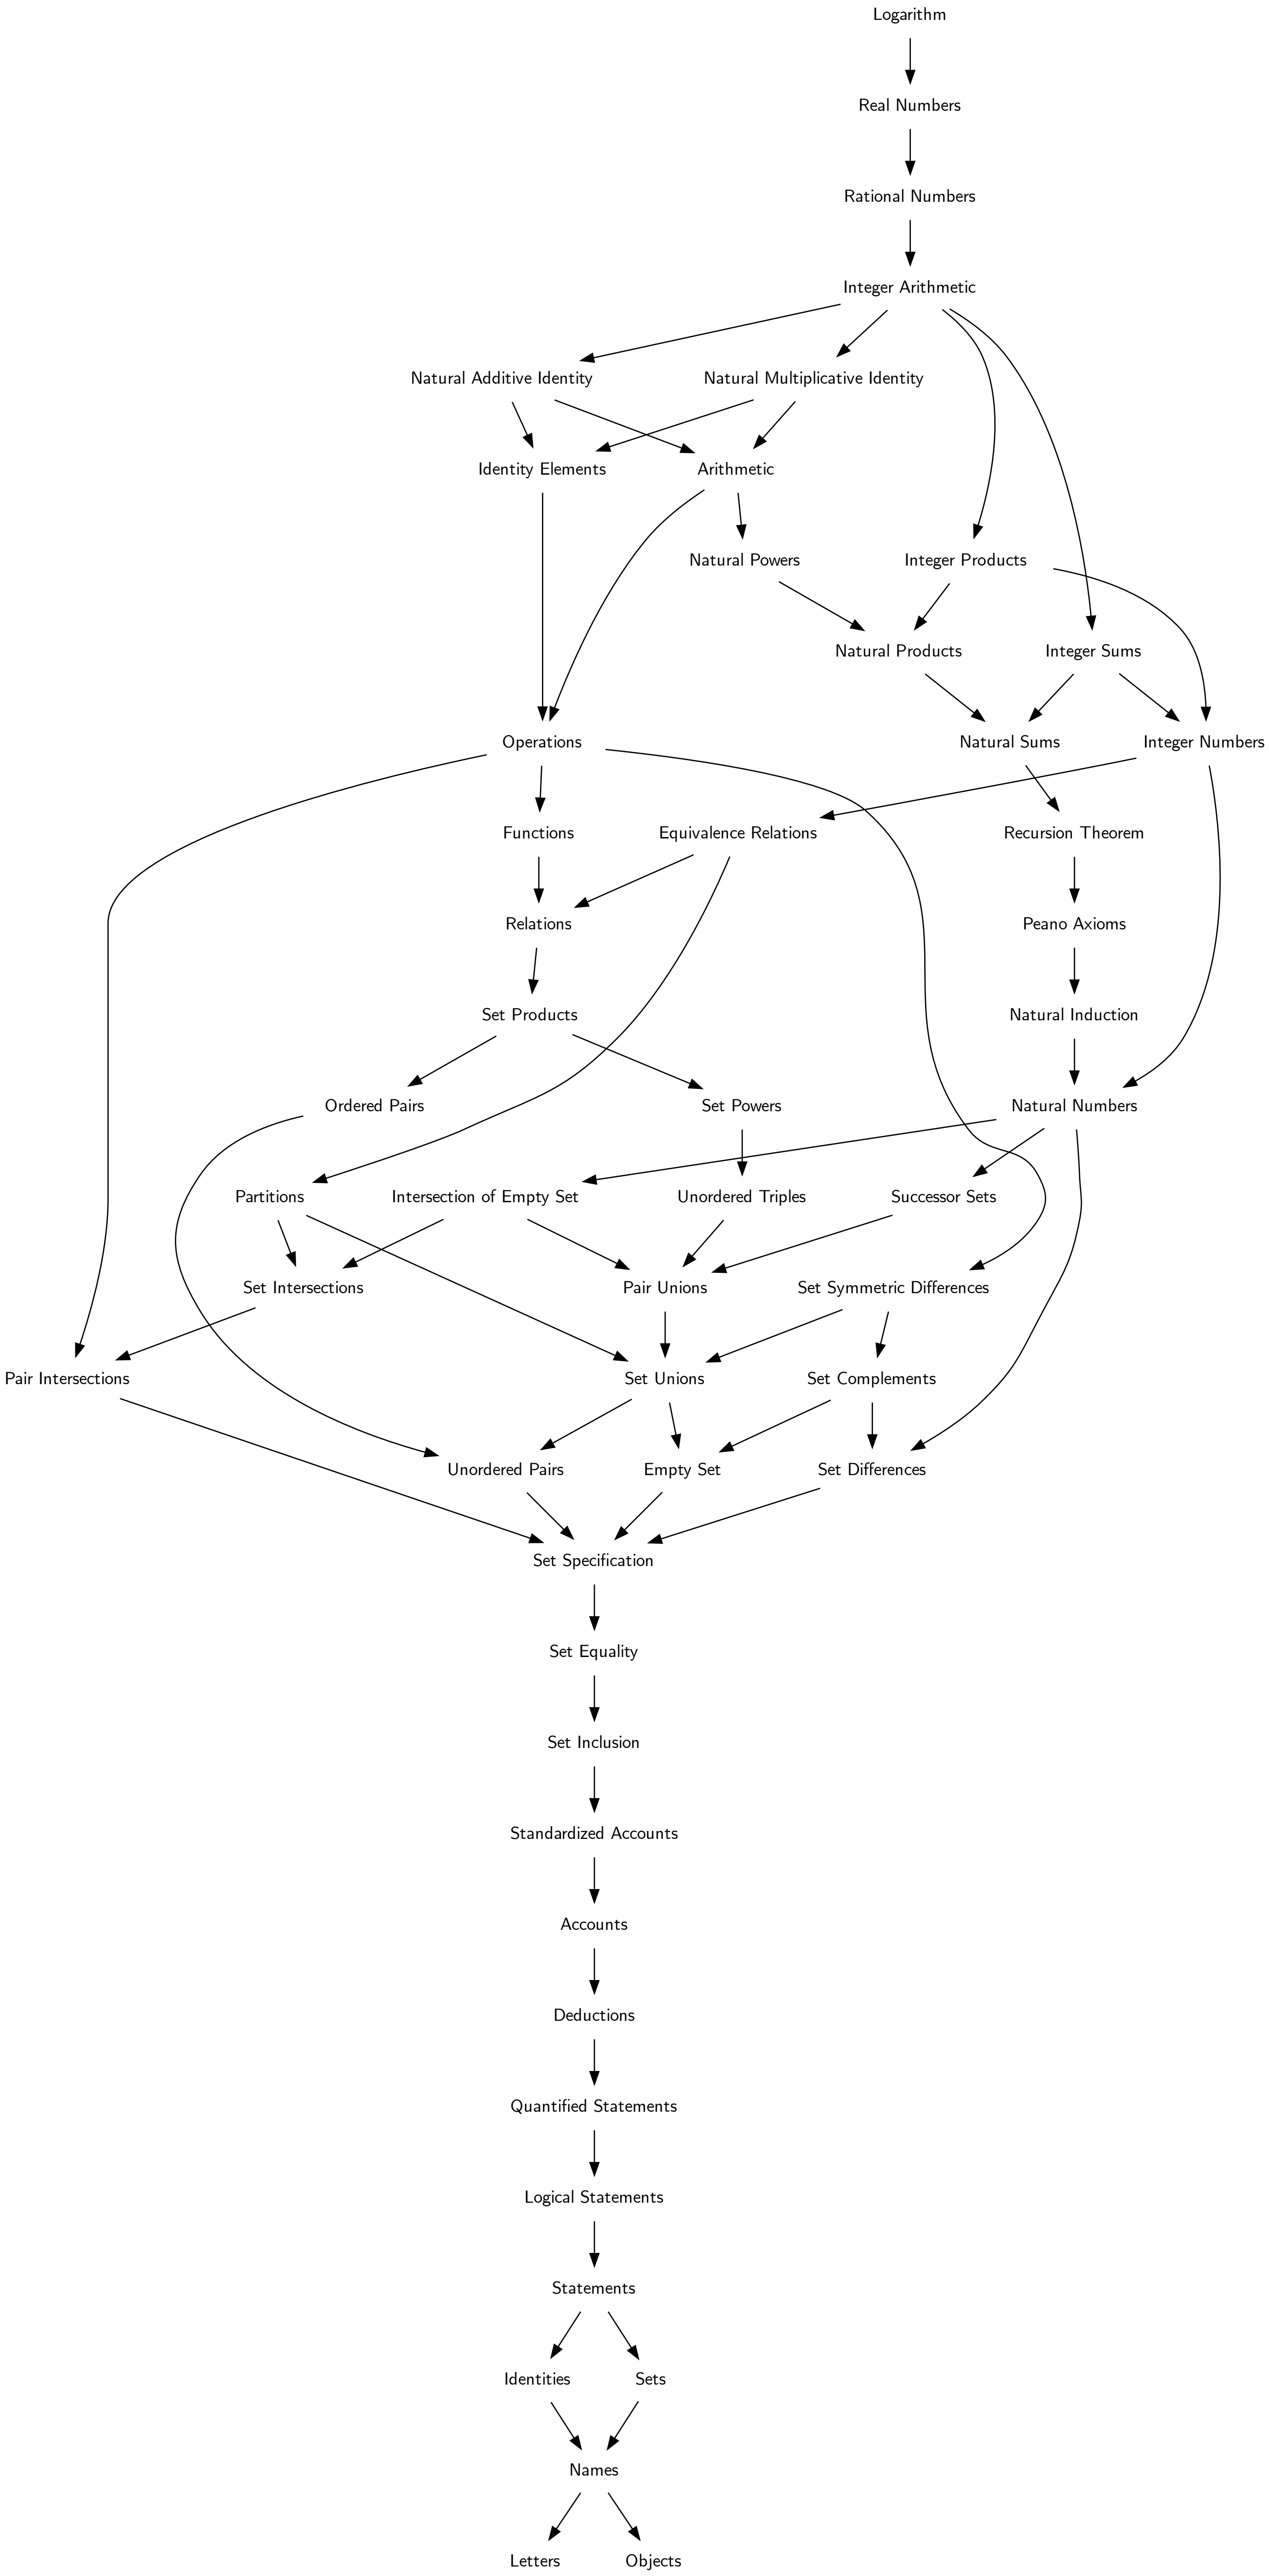 Logarithm
Real Numbers
Rational Numbers
Integer Arithmetic
Natural Additive Identity
Natural Multiplicative Identity
Identity Elements
Arithmetic
Natural Powers
Integer Products
Natural Products
Integer Sums
Operations
Natural Sums
Integer Numbers
Functions
Equivalence Relations
Recursion Theorem
Relations
Peano Axioms
Set Products
Natural Induction
Ordered Pairs
Set Powers
Natural Numbers
Partitions
Intersection of Empty Set
Unordered Triples
Successor Sets
Set Intersections
Pair Unions
Set Symmetric Differences
Pair Intersections
Set Unions
Set Complements
Unordered Pairs
Empty Set
Set Differences
Set Specification
Set Equality
Set Inclusion
Standardized Accounts
Accounts
Deductions
Quantified Statements
Logical Statements
Statements
Identities
Sets
Names
Letters
Objects